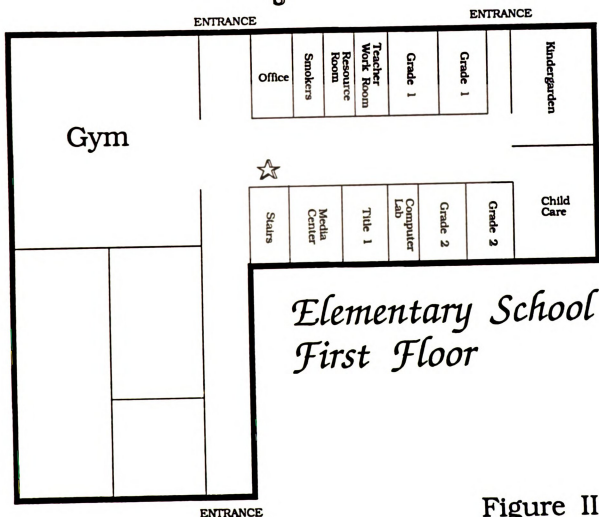 ENTRANCE
ENTRANCE
Office
Smokers
Resource
Room
Teacher
Work Room
Grade 1
Grade 1
Kindergarden
Gym
Stairs
Media
Center
Title 1
Computer
Lab
Grade 2
Grade 2
Child
Care
Elementary School
First Floor
ENTRANCE
Figure II